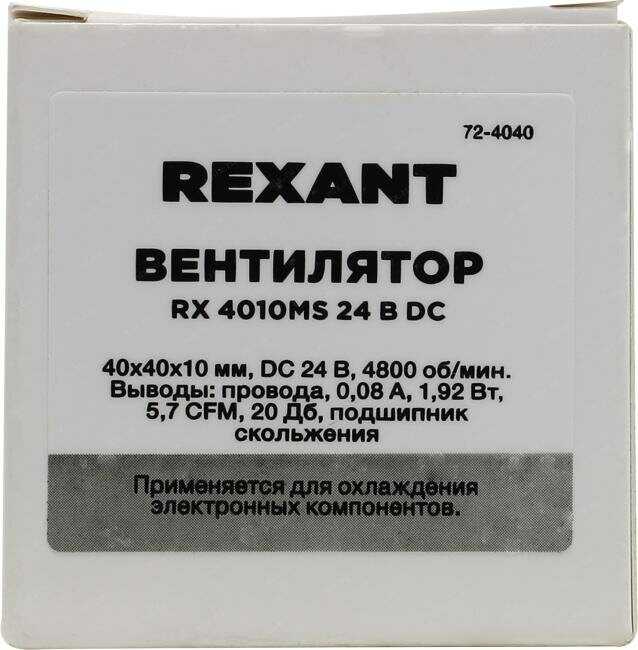 72-4040
REXANT
ВЕНТИЛЯТОР
RX 4010MS 24 В DC
40x40x10 мм, DC 24 В, 4800 об/мин.
Выводы: провода, 0,08 А, 1,92 Вт,
5,7 CFM, 20 Дб, подшипник
скольжения
Применяется для охлаждения
электронных компонентов.